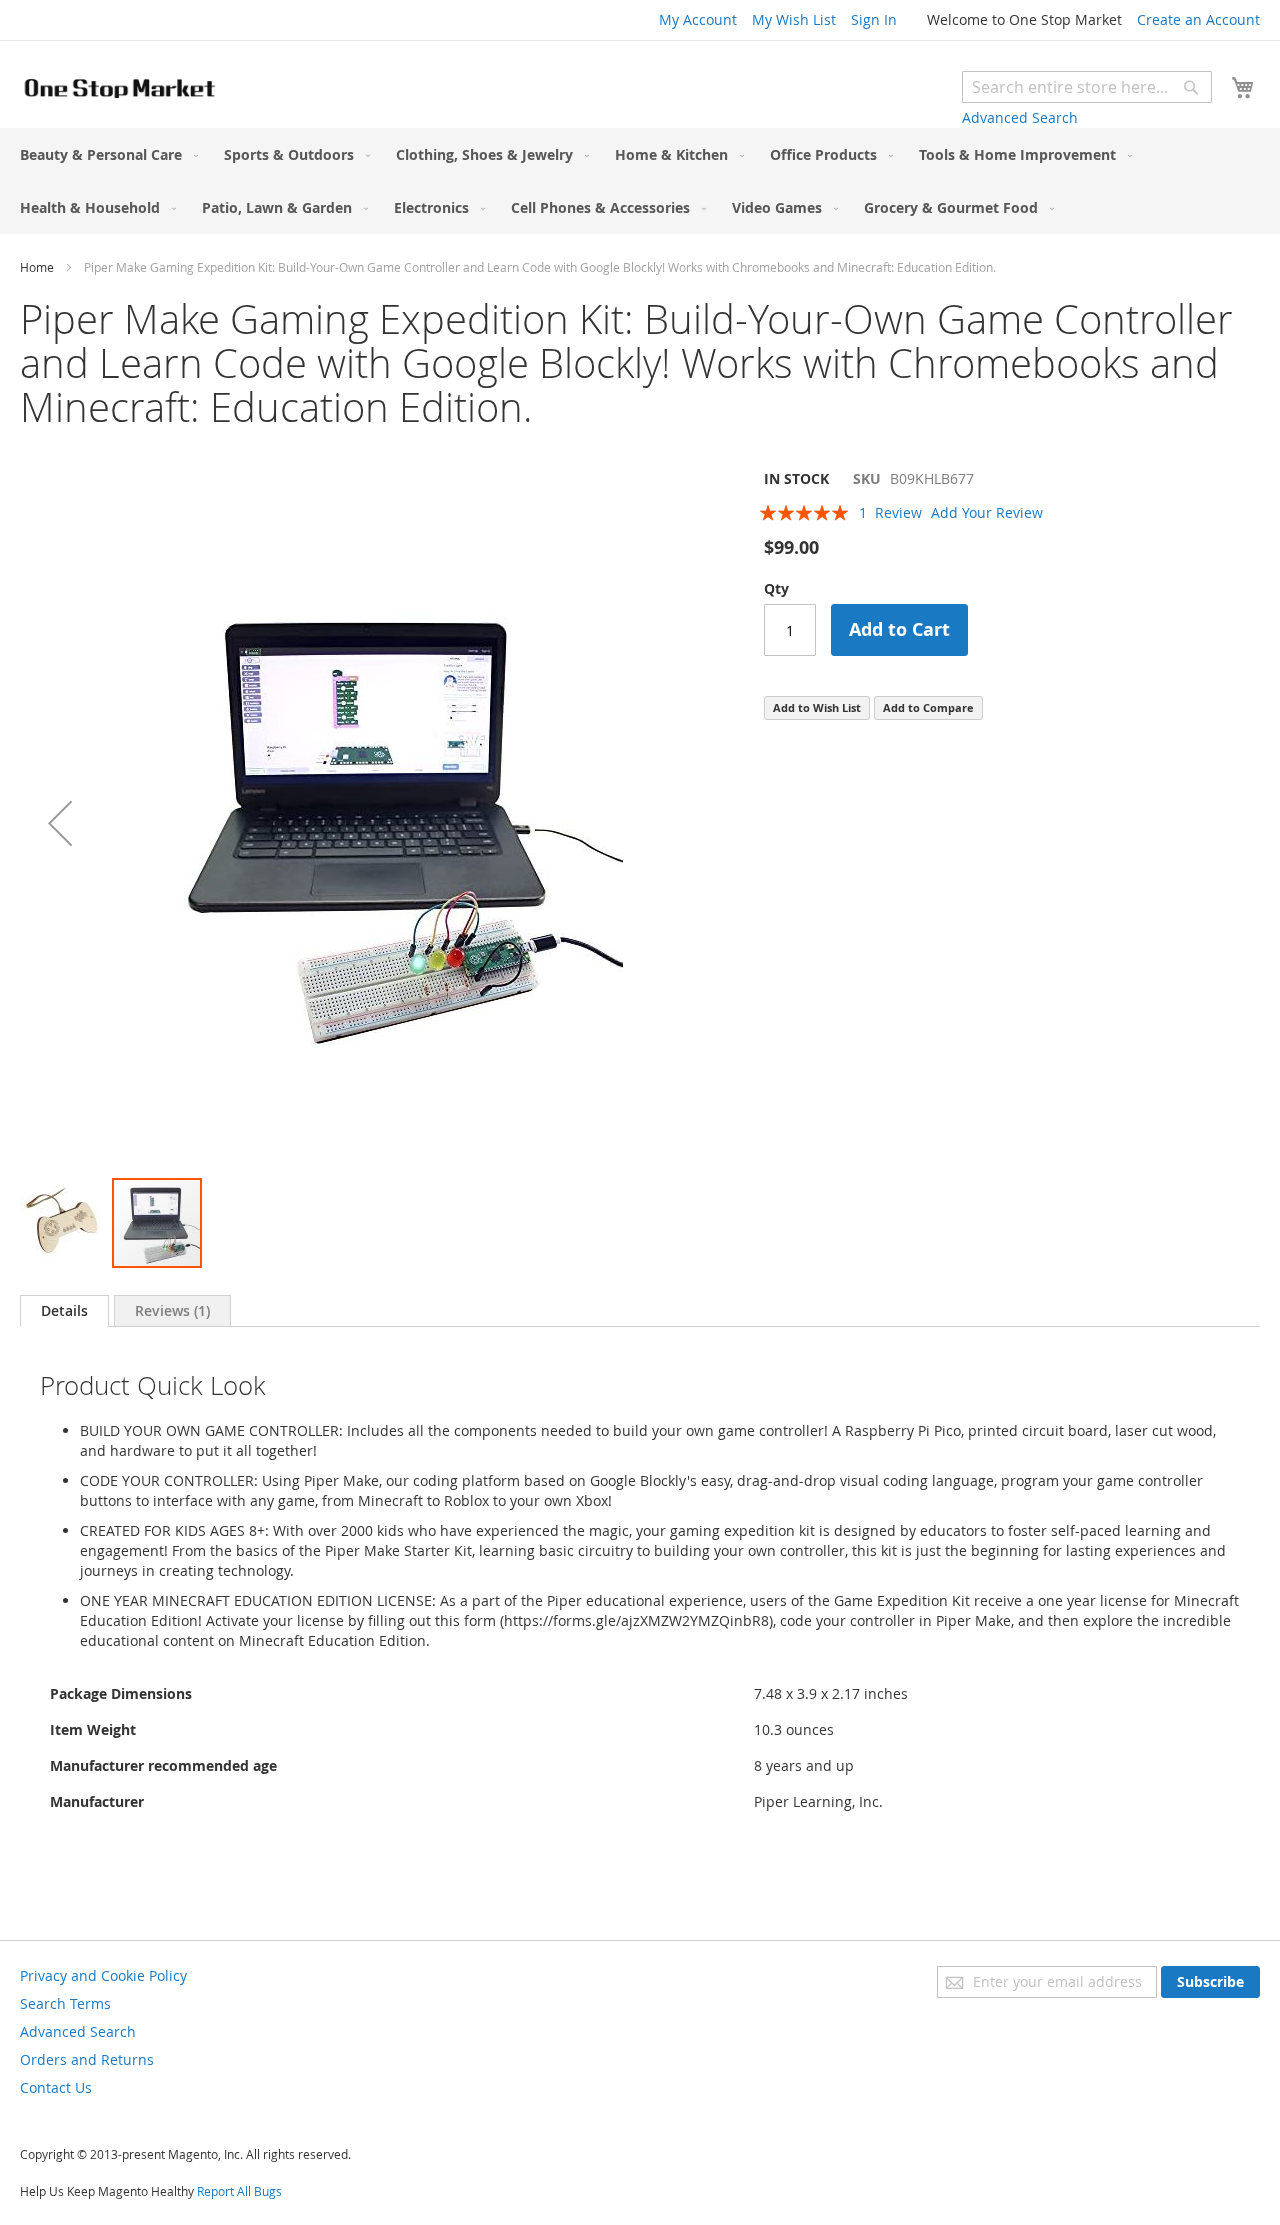 My Account My Wish List Sign In Welcome to One Stop Market Create an Account
One Stop Market
Search entire store here...
Advanced Search
Beauty & Personal Care Sports & Outdoors Clothing, Shoes & Jewelry Home & Kitchen Office Products Tools & Home Improvement
Health & Household Patio, Lawn & Garden Electronics Cell Phones & Accessories Video Games Grocery & Gourmet Food
Home Piper Make Gaming Expedition Kit: Build-Your-Own Game Controller and Learn Code with Google Blockly! Works with Chromebooks and Minecraft: Education Edition.
Piper Make Gaming Expedition Kit: Build-Your-Own Game Controller
and Learn Code with Google Blockly! Works with Chromebooks and
Minecraft: Education Edition.
IN STOCK SKU B09KHLB677
1 Review Add Your Review
$99.00
Qty
1 Add to Cart
Add to Wish List Add to Compare
Details Reviews (1)
Product Quick Look
• BUILD YOUR OWN GAME CONTROLLER: Includes all the components needed to build your own game controller! A Raspberry Pi Pico, printed circuit board, laser cut wood,
and hardware to put it all together!
• CODE YOUR CONTROLLER: Using Piper Make, our coding platform based on Google Blockly's easy, drag-and-drop visual coding language, program your game controller
buttons to interface with any game, from Minecraft to Roblox to your own Xbox!
• CREATED FOR KIDS AGES 8+: With over 2000 kids who have experienced the magic, your gaming expedition kit is designed by educators to foster self-paced learning and
engagement! From the basics of the Piper Make Starter Kit, learning basic circuitry to building your own controller, this kit is just the beginning for lasting experiences and
journeys in creating technology.
• ONE YEAR MINECRAFT EDUCATION EDITION LICENSE: As a part of the Piper educational experience, users of the Game Expedition Kit receive a one year license for Minecraft
Education Edition! Activate your license by filling out this form (https://forms.gle/ajzXMZW2YMZQinbR8), code your controller in Piper Make, and then explore the incredible
educational content on Minecraft Education Edition.
Package Dimensions 7.48 x 3.9 x 2.17 inches
Item Weight 10.3 ounces
Manufacturer recommended age 8 years and up
Manufacturer Piper Learning, Inc.
Privacy and Cookie Policy
Search Terms
Advanced Search
Orders and Returns
Contact Us
Enter your email address Subscribe
Copyright © 2013-present Magento, Inc. All rights reserved.
Help Us Keep Magento Healthy Report All Bugs